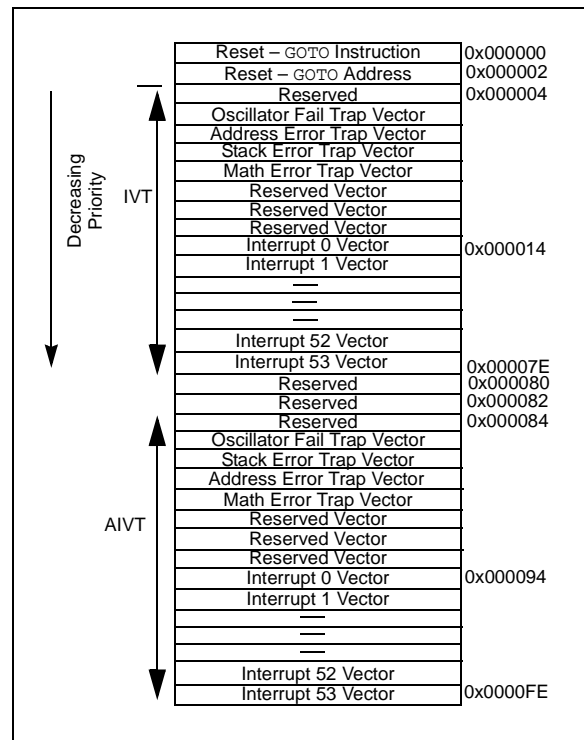 Reset – GOTO Instruction 0x000000
Reset – GOTO Address 0x000002
Reserved 0x000004
Oscillator Fail Trap Vector
Address Error Trap Vector
Stack Error Trap Vector
Math Error Trap Vector
Reserved Vector
Reserved Vector
Reserved Vector
Interrupt 0 Vector 0x000014
Interrupt 1 Vector
—
—
—
Interrupt 52 Vector
Interrupt 53 Vector 0x00007E
Reserved 0x000080
Reserved 0x000082
Reserved 0x000084
Oscillator Fail Trap Vector
Stack Error Trap Vector
Address Error Trap Vector
Math Error Trap Vector
Reserved Vector
Reserved Vector
Reserved Vector
Interrupt 0 Vector 0x000094
Interrupt 1 Vector
—
—
—
Interrupt 52 Vector
Interrupt 53 Vector 0x0000FE
Decreasing
Priority
IVT
AIVT